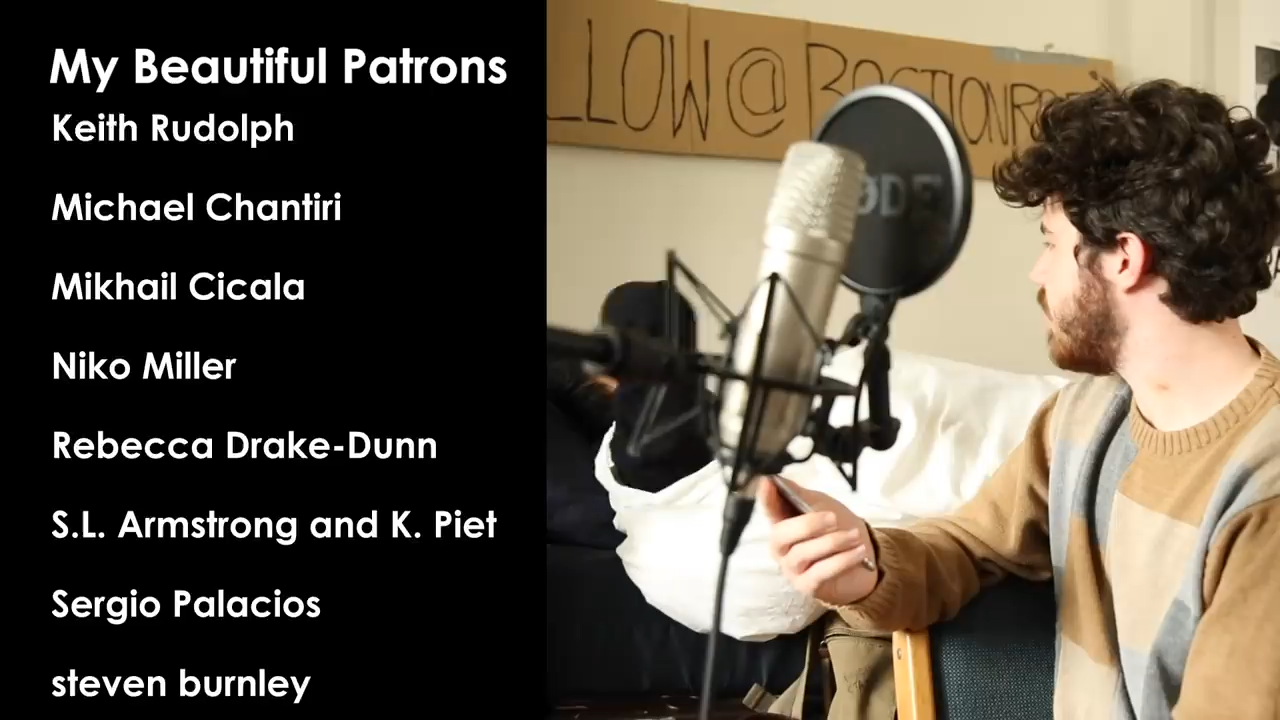 My Beautiful Patrons
Keith Rudolph
Michael Chantiri
Mikhail Cicala
Niko Miller
Rebecca Drake-Dunn
S.L. Armstrong and K. Piet
Sergio Palacios
steven burnley